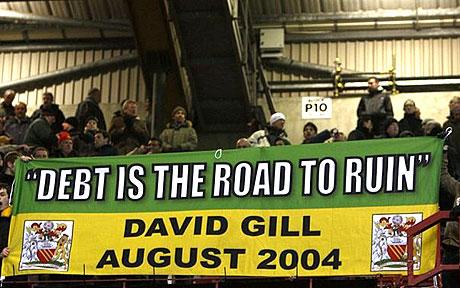 P10
"DEBT IS THE ROAD TO RUIN"
DAVID GILL
AUGUST 2004